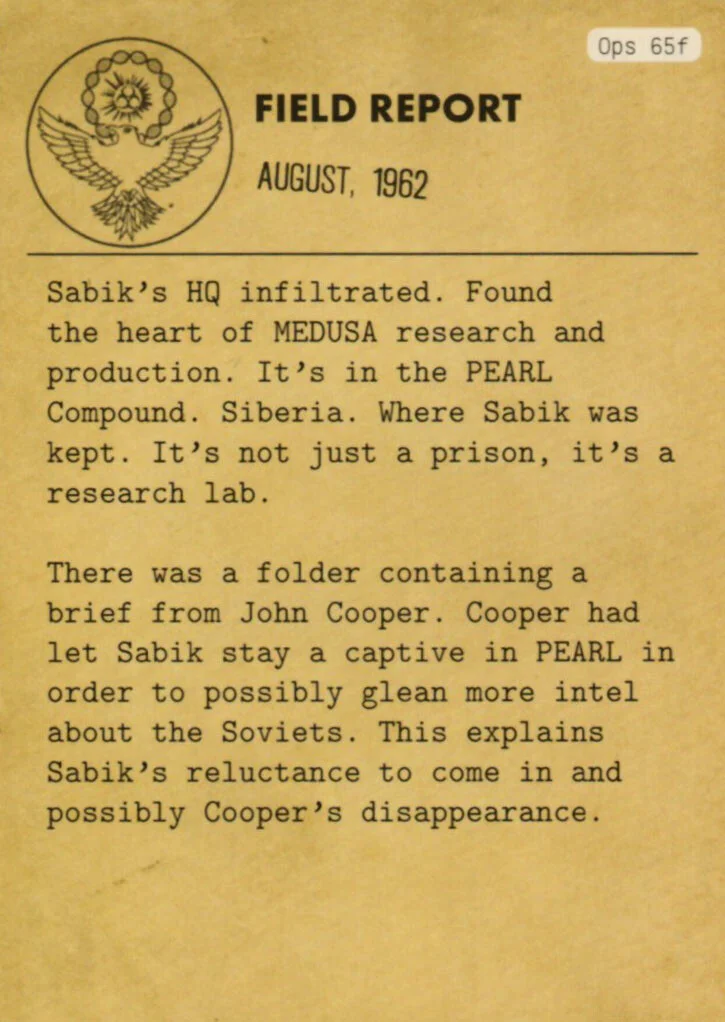 Ops 65f
FIELD REPORT
AUGUST, 1962
Sabik’s HQ infiltrated. Found
the heart of MEDUSA research and
production. It’s in the PEARL
Compound. Siberia. Where Sabik was
kept. It’s not just a prison, it’s a
research lab.
There was a folder containing a
brief from John Cooper. Cooper had
let Sabik stay a captive in PEARL in
order to possibly glean more intel
about the Soviets. This explains
Sabik’s reluctance to come in and
possibly Cooper’s disappearance.